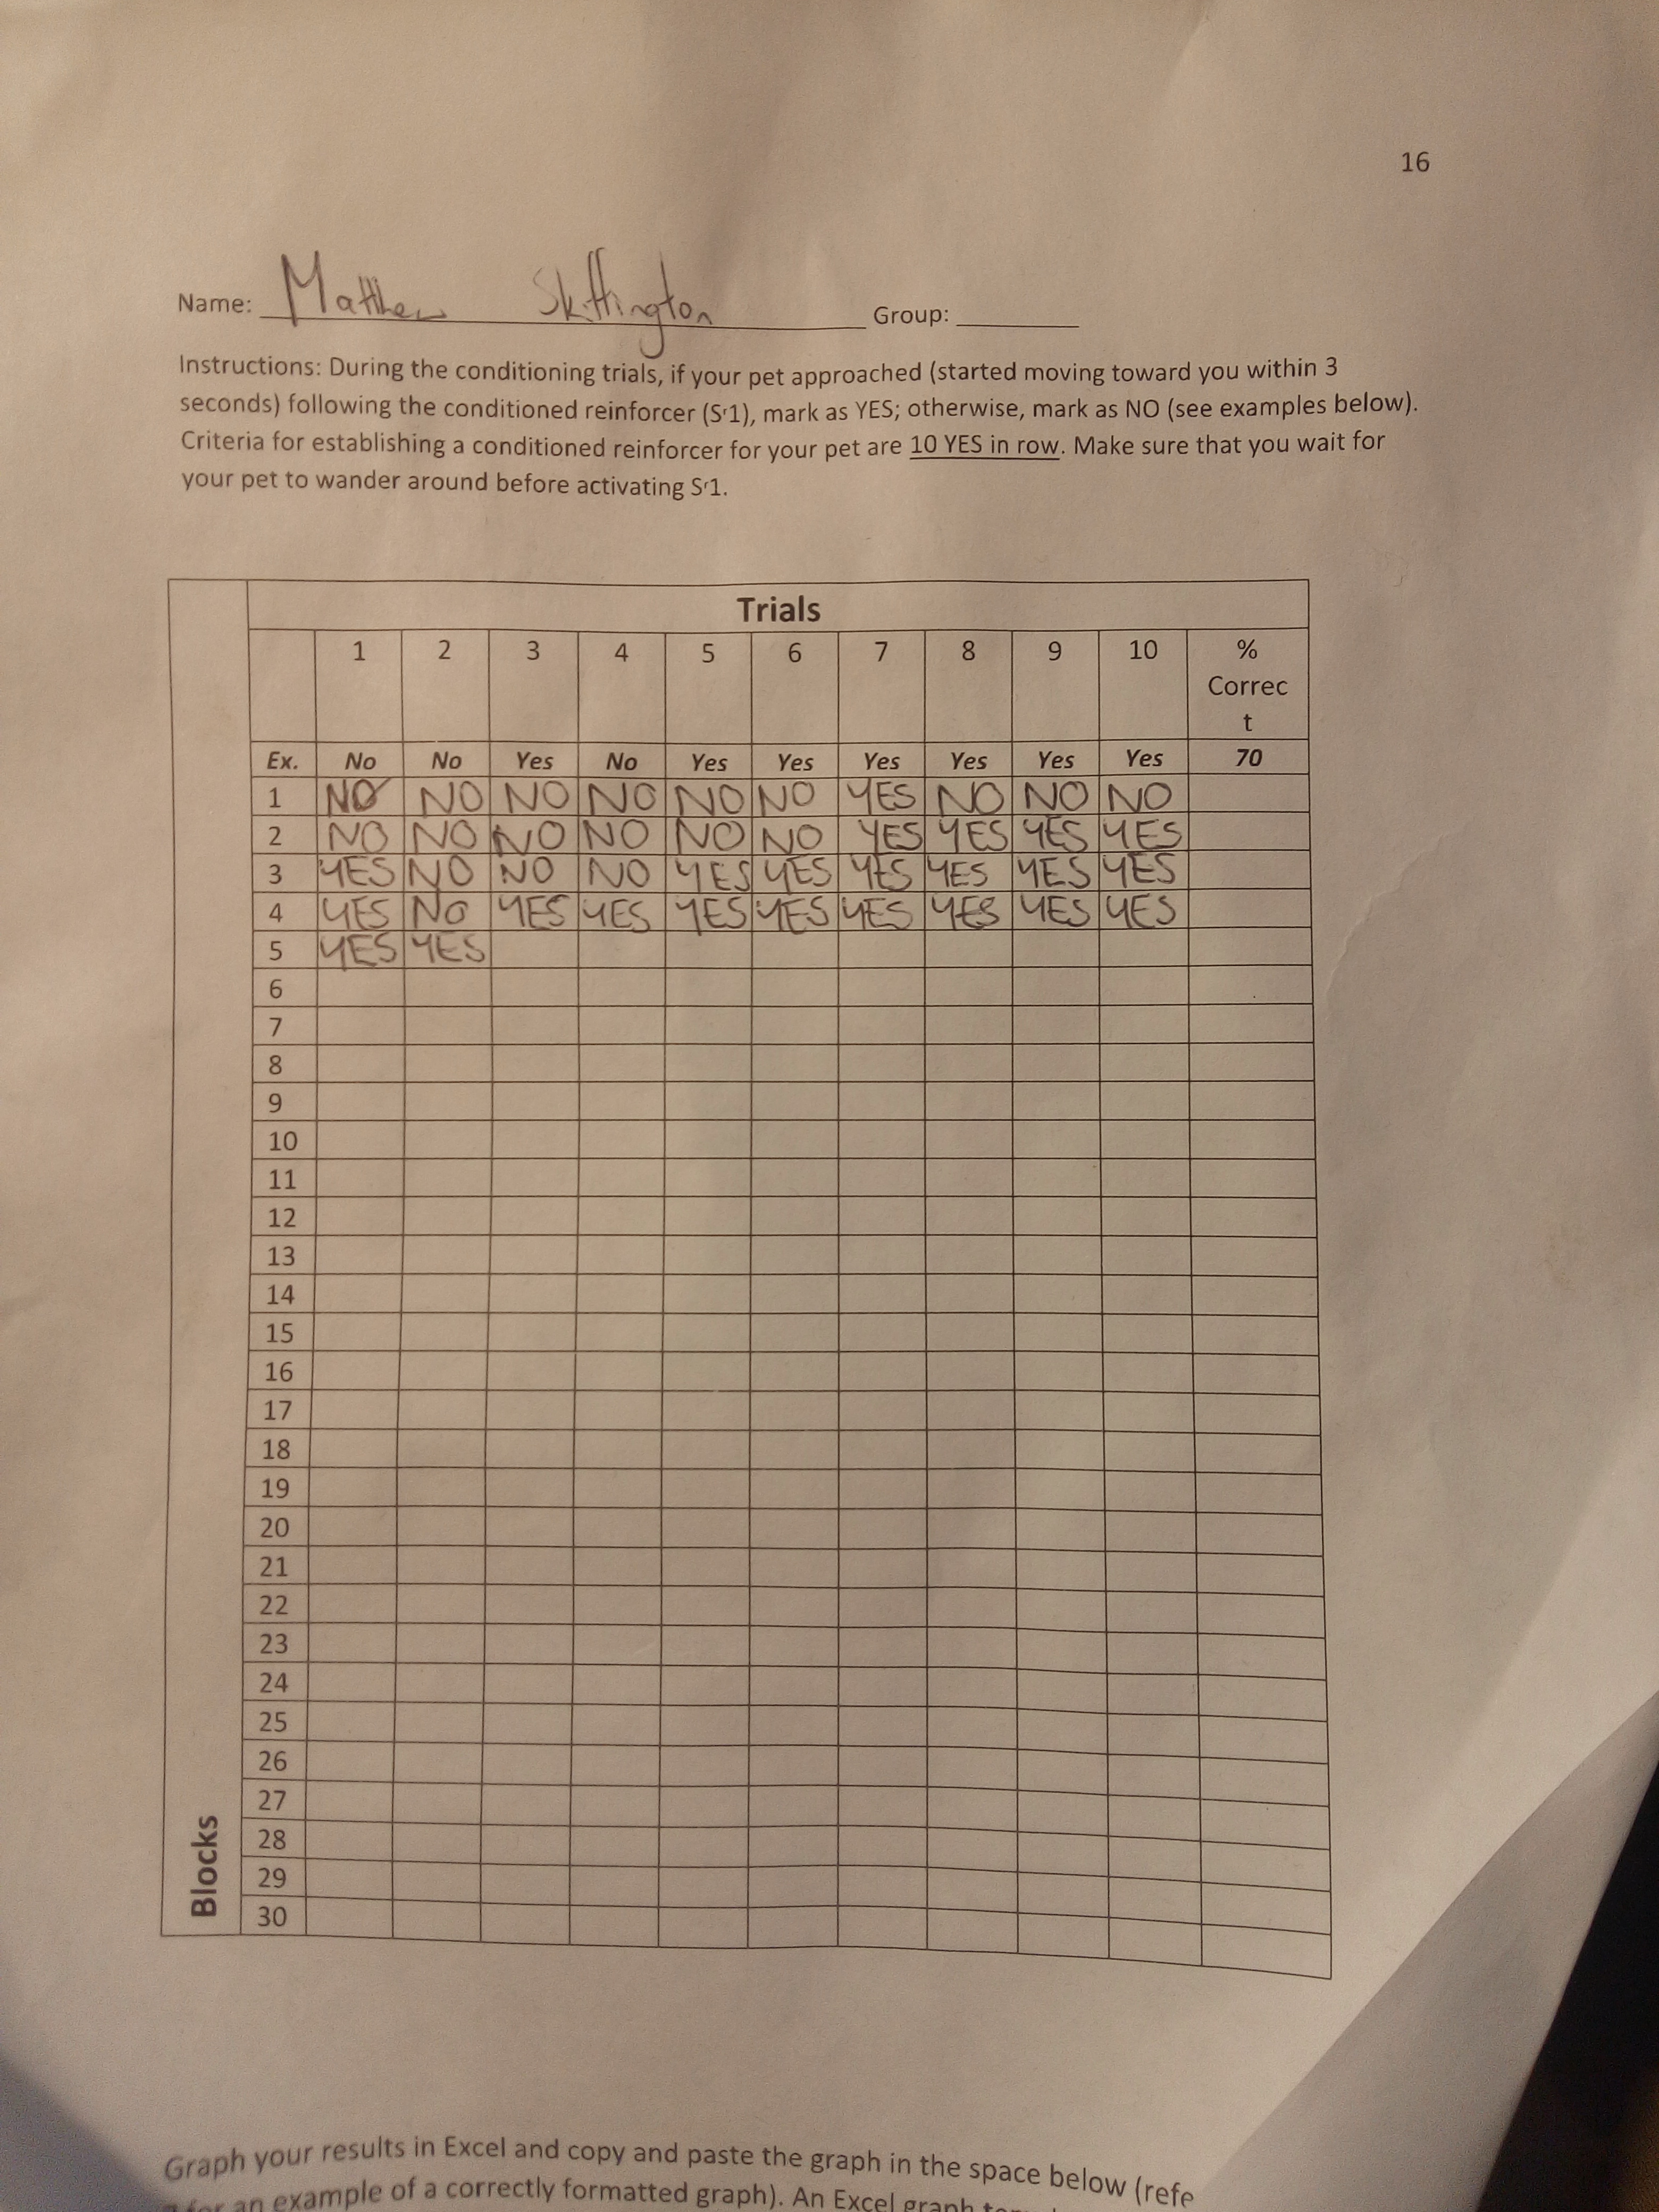 16
Name: Matthew Skiffington Group:
Instructions: During the conditioning trials, if your pet approached (started moving toward you within 3
seconds) following the conditioned reinforcer (Sʳ1), mark as YES; otherwise, mark as NO (see examples below).
Criteria for establishing a conditioned reinforcer for your pet are 10 YES in row. Make sure that you wait for
your pet to wander around before activating Sʳ1.
Trials
1 2 3 4 5 6 7 8 9 10 %
Correc
t
Ex. No No Yes No Yes Yes Yes Yes Yes Yes 70
1 NO NO NO NO NO NO YES NO NO NO
2 NO NO NO NO NO NO YES YES YES YES
3 YES NO NO NO YES YES YES YES YES YES
4 YES NO YES YES YES YES YES YES YES YES
5 YES YES
6
7
8
9
10
11
12
13
14
15
16
17
18
19
20
21
22
23
24
25
26
27
28
29
30
Blocks
Graph your results in Excel and copy and paste the graph in the space below (refe
for an example of a correctly formatted graph). An Excel graph